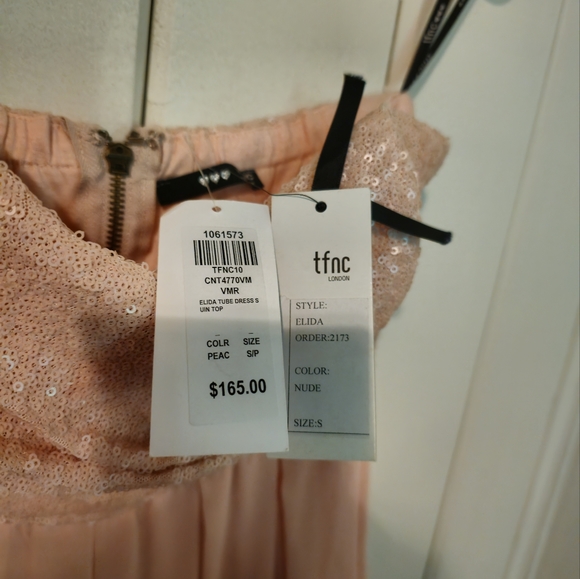 tfnc
1061573
TFNC10
CNT4770VM
VMR
ELIDA TUBE DRESS S
UIN TOP
COLR SIZE
PEAC S/P
$165.00
tfnc
LONDON
STYLE:
ELIDA
ORDER:2173
COLOR:
NUDE
SIZE:S